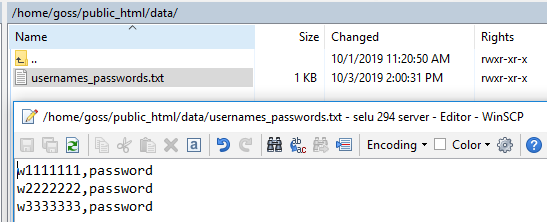 /home/goss/public_html/data/
Name Changed Rights
.. 10/1/2019 11:20:50 AM rwxr-xr-x
usernames_passwords.txt 1 KB 10/3/2019 2:00:31 PM rwxr-xr-x
/home/goss/public_html/data/usernames_passwords.txt - selu 294 server - Editor - WinSCP
Encoding Color
w1111111,password
w2222222,password
w3333333,password